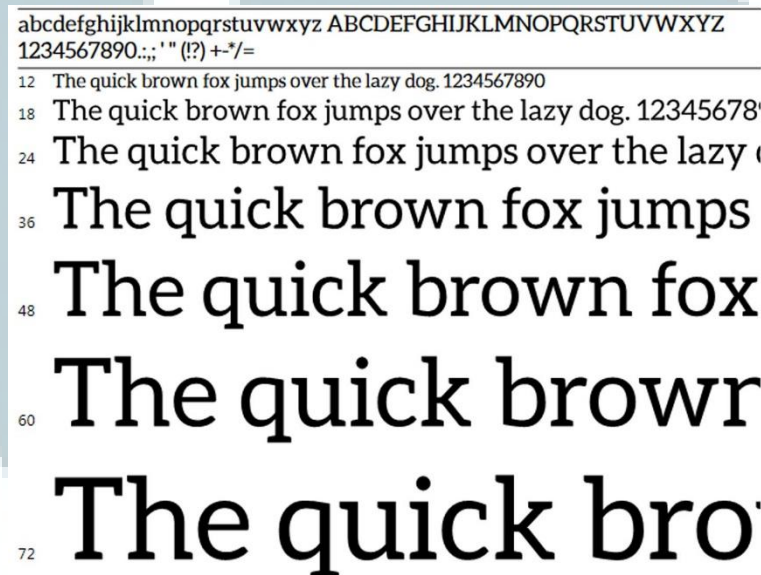 abcdefghijklmnopqrstuvwxyz ABCDEFGHIJKLMNOPQRSTUVWXYZ
1234567890.:,; ' " (!?) +-*/=
12 The quick brown fox jumps over the lazy dog. 1234567890
18 The quick brown fox jumps over the lazy dog. 123456789
24 The quick brown fox jumps over the lazy
36 The quick brown fox jumps
48 The quick brown fox
60 The quick brown
72 The quick bro